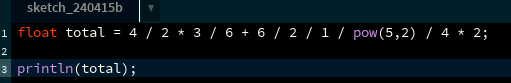 sketch_240415b ▼
1 float total = 4 / 2 * 3 / 6 + 6 / 2 / 1 / pow(5,2) / 4 * 2;
2
3 println(total);